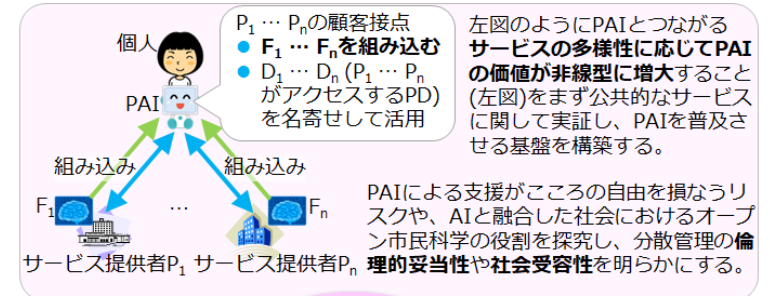 個人
PAI
P1 … Pnの顧客接点
● F1 … Fnを組み込む
● D1 … Dn (P1 … Pn
がアクセスするPD)
を名寄せして活用
左図のようにPAIとつながる
サービスの多様性に応じてPAI
の価値が非線型に増大すること
(左図)をまず公共的なサービス
に関して実証し、PAIを普及さ
せる基盤を構築する。
組み込み
組み込み
F1
…
Fn
サービス提供者P1
サービス提供者Pn
PAIによる支援がこころの自由を損なうリ
スクや、AIと融合した社会におけるオープ
ン市民科学の役割を探究し、分散管理の倫
理的妥当性や社会受容性を明らかにする。